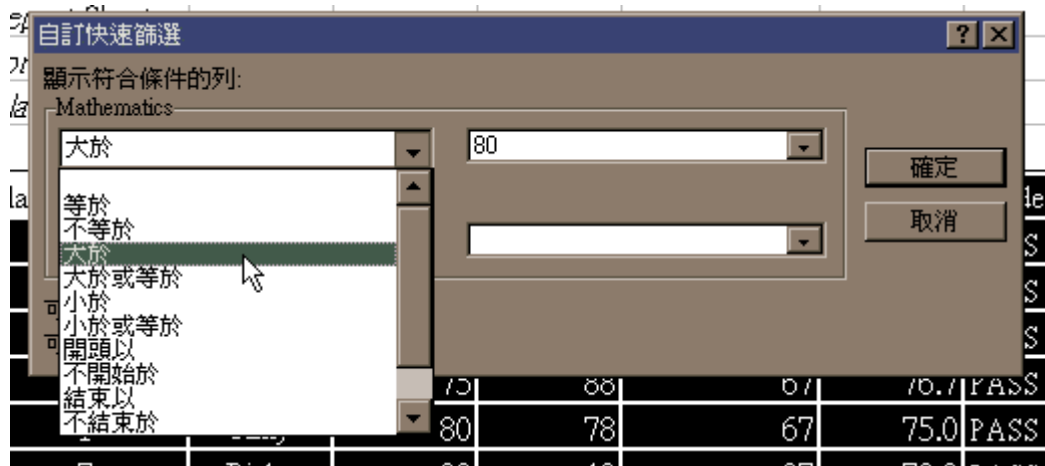 自訂快速篩選
顯示符合條件的列:
Mathematics
大於
80
確定
取消
等於
不等於
大於
大於或等於
小於
小於或等於
開頭以
不開始於
結束以
不結束於
75 88 67 76.7 PASS
80 78 67 75.0 PASS